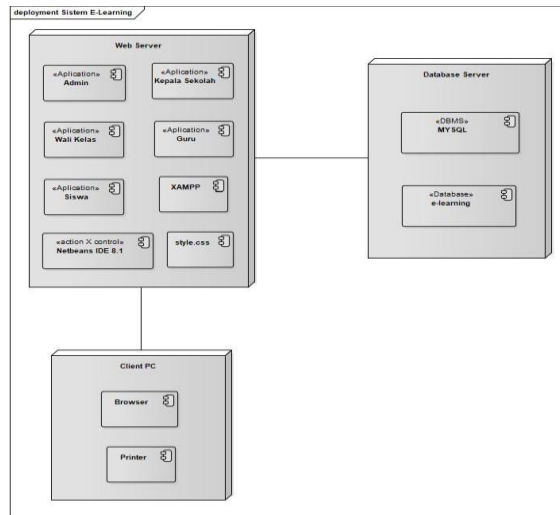 deployment Sistem E-Learning
Web Server
«Aplication»
Admin
«Aplication»
Kepala Sekolah
«Aplication»
Wali Kelas
«Aplication»
Guru
«Aplication»
Siswa
XAMPP
«action X control»
Netbeans IDE 8.1
style.css
Database Server
«DBMS»
MYSQL
«Database»
e-learning
Client PC
Browser
Printer